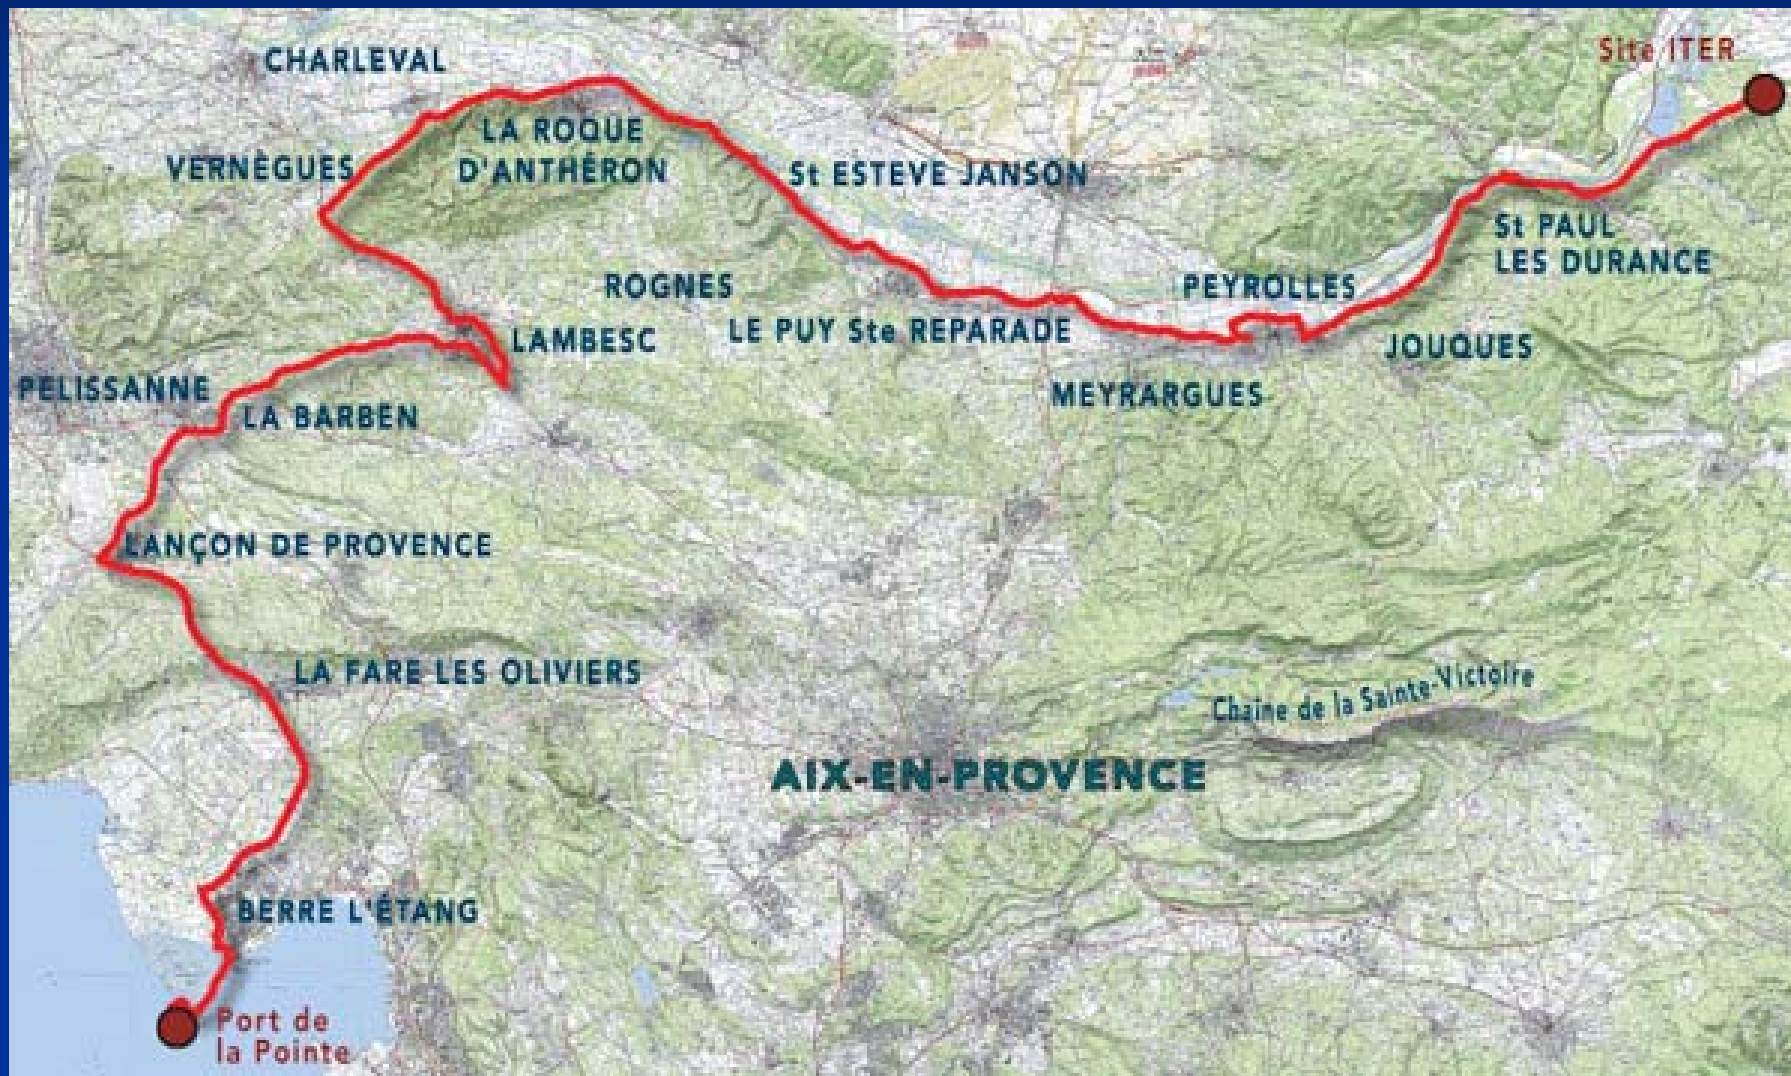 CHARLEVAL
Site ITER
LA ROQUE
D'ANTHÉRON
VERNÈGUES
St ESTEVE JANSON
St PAUL
LES DURANCE
ROGNES
PEYROLLES
LAMBESC
LE PUY Ste REPARADE
JOUQUES
PELISSANNE
LA BARBEN
MEYRARGUES
LANÇON DE PROVENCE
LA FARE LES OLIVIERS
Chaine de la Sainte-Victoire
AIX-EN-PROVENCE
BERRE L'ÉTANG
Port de
la Pointe